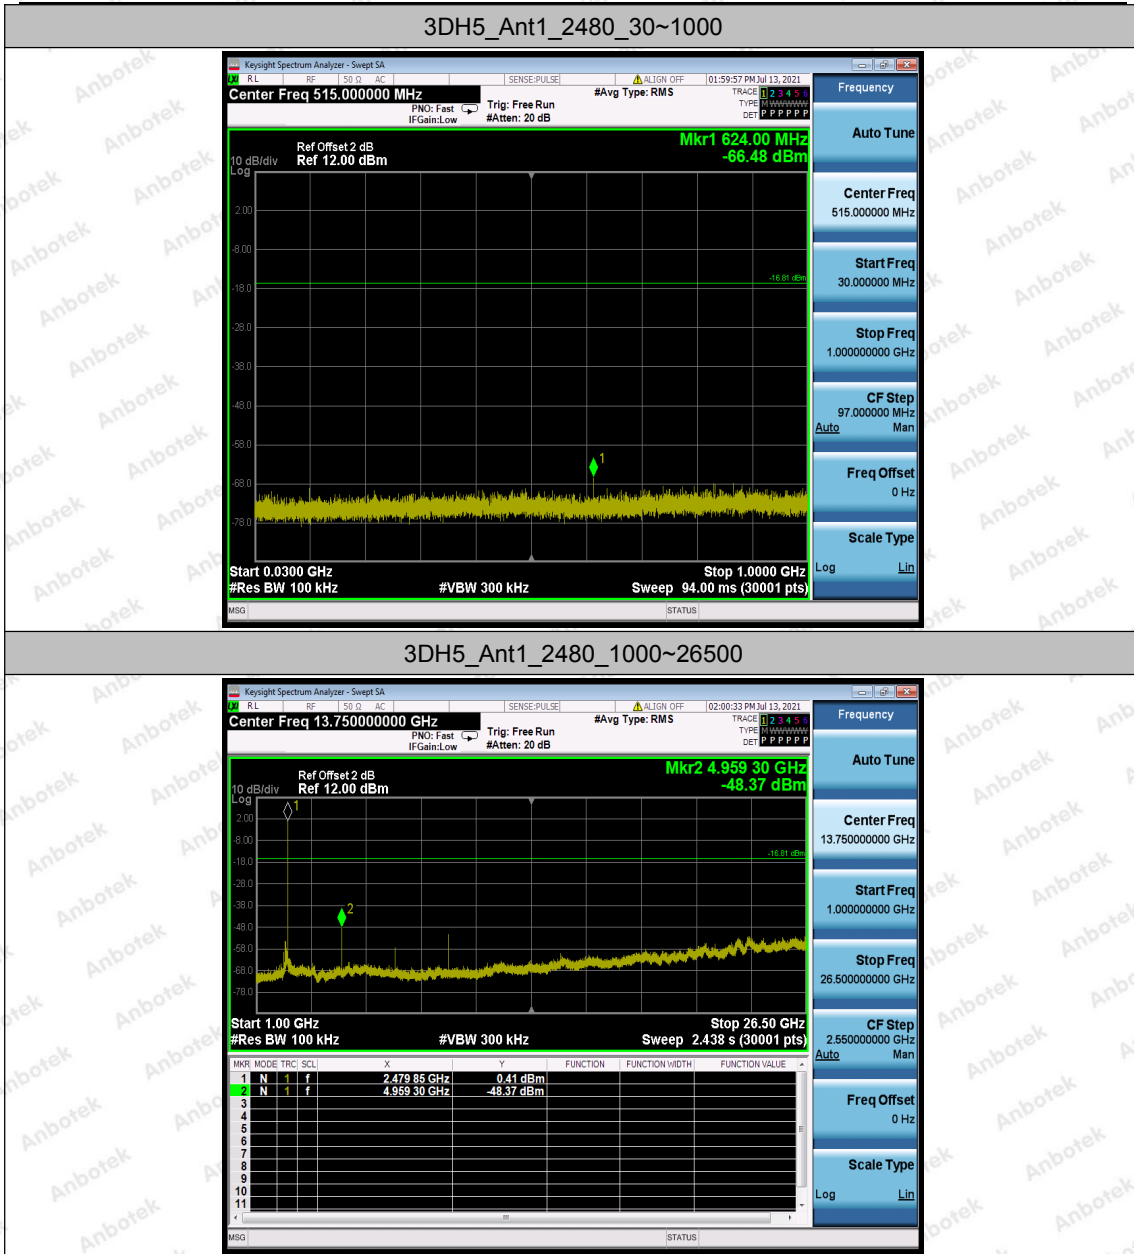 3DH5_Ant1_2480_30~1000
Keysight Spectrum Analyzer - Swept SA
RL RF 50 Ω AC SENSE:PULSE ALIGN OFF 01:59:57 PM Jul 13, 2021
Center Freq 515.000000 MHz
PNO: Fast
IFGain:Low
Trig: Free Run
#Atten: 20 dB
#Avg Type: RMS
TRACE 1 2 3 4 5 6
TYPE M W W W W W
DET P P P P P P
Frequency
Ref Offset 2 dB
10 dB/div Ref 12.00 dBm
Log
Mkr1 624.00 MHz
-66.48 dBm
2.00
-8.00
-18.0
-28.0
-38.0
-48.0
-58.0
-68.0
-78.0
-16.81 dBm
1
Start 0.0300 GHz Stop 1.0000 GHz
#Res BW 100 kHz #VBW 300 kHz Sweep 94.00 ms (30001 pts)
MSG STATUS
Auto Tune
Center Freq
515.000000 MHz
Start Freq
30.000000 MHz
Stop Freq
1.000000000 GHz
CF Step
97.000000 MHz
Auto Man
Freq Offset
0 Hz
Scale Type
Log Lin
3DH5_Ant1_2480_1000~26500
Keysight Spectrum Analyzer - Swept SA
RL RF 50 Ω AC SENSE:PULSE ALIGN OFF 02:00:33 PM Jul 13, 2021
Center Freq 13.750000000 GHz
PNO: Fast
IFGain:Low
Trig: Free Run
#Atten: 20 dB
#Avg Type: RMS
TRACE 1 2 3 4 5 6
TYPE M W W W W W
DET P P P P P P
Frequency
Ref Offset 2 dB
10 dB/div Ref 12.00 dBm
Log
Mkr2 4.959 30 GHz
-48.37 dBm
2.00
-8.00
-18.0
-28.0
-38.0
-48.0
-58.0
-68.0
-78.0
-16.81 dBm
1
2
Start 1.00 GHz Stop 26.50 GHz
#Res BW 100 kHz #VBW 300 kHz Sweep 2.438 s (30001 pts)
MKR MODE TRC SCL X Y FUNCTION FUNCTION WIDTH FUNCTION VALUE
1 N 1 f 2.479 85 GHz 0.41 dBm
2 N 1 f 4.959 30 GHz -48.37 dBm
3
4
5
6
7
8
9
10
11
MSG STATUS
Auto Tune
Center Freq
13.750000000 GHz
Start Freq
1.000000000 GHz
Stop Freq
26.500000000 GHz
CF Step
2.550000000 GHz
Auto Man
Freq Offset
0 Hz
Scale Type
Log Lin
Anbotek